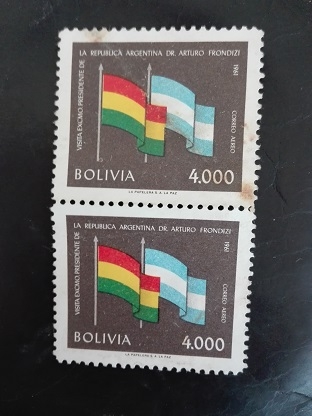 VISITA EXCMO. PRESIDENTE DE
LA REPUBLICA ARGENTINA DR. ARTURO FRONDIZI
1961
CORREO AEREO
BOLIVIA 4.000
LA PAPELERA S. A. LA PAZ
VISITA EXCMO. PRESIDENTE DE
LA REPUBLICA ARGENTINA DR. ARTURO FRONDIZI
1961
CORREO AEREO
BOLIVIA 4.000
LA PAPELERA S. A. LA PAZ